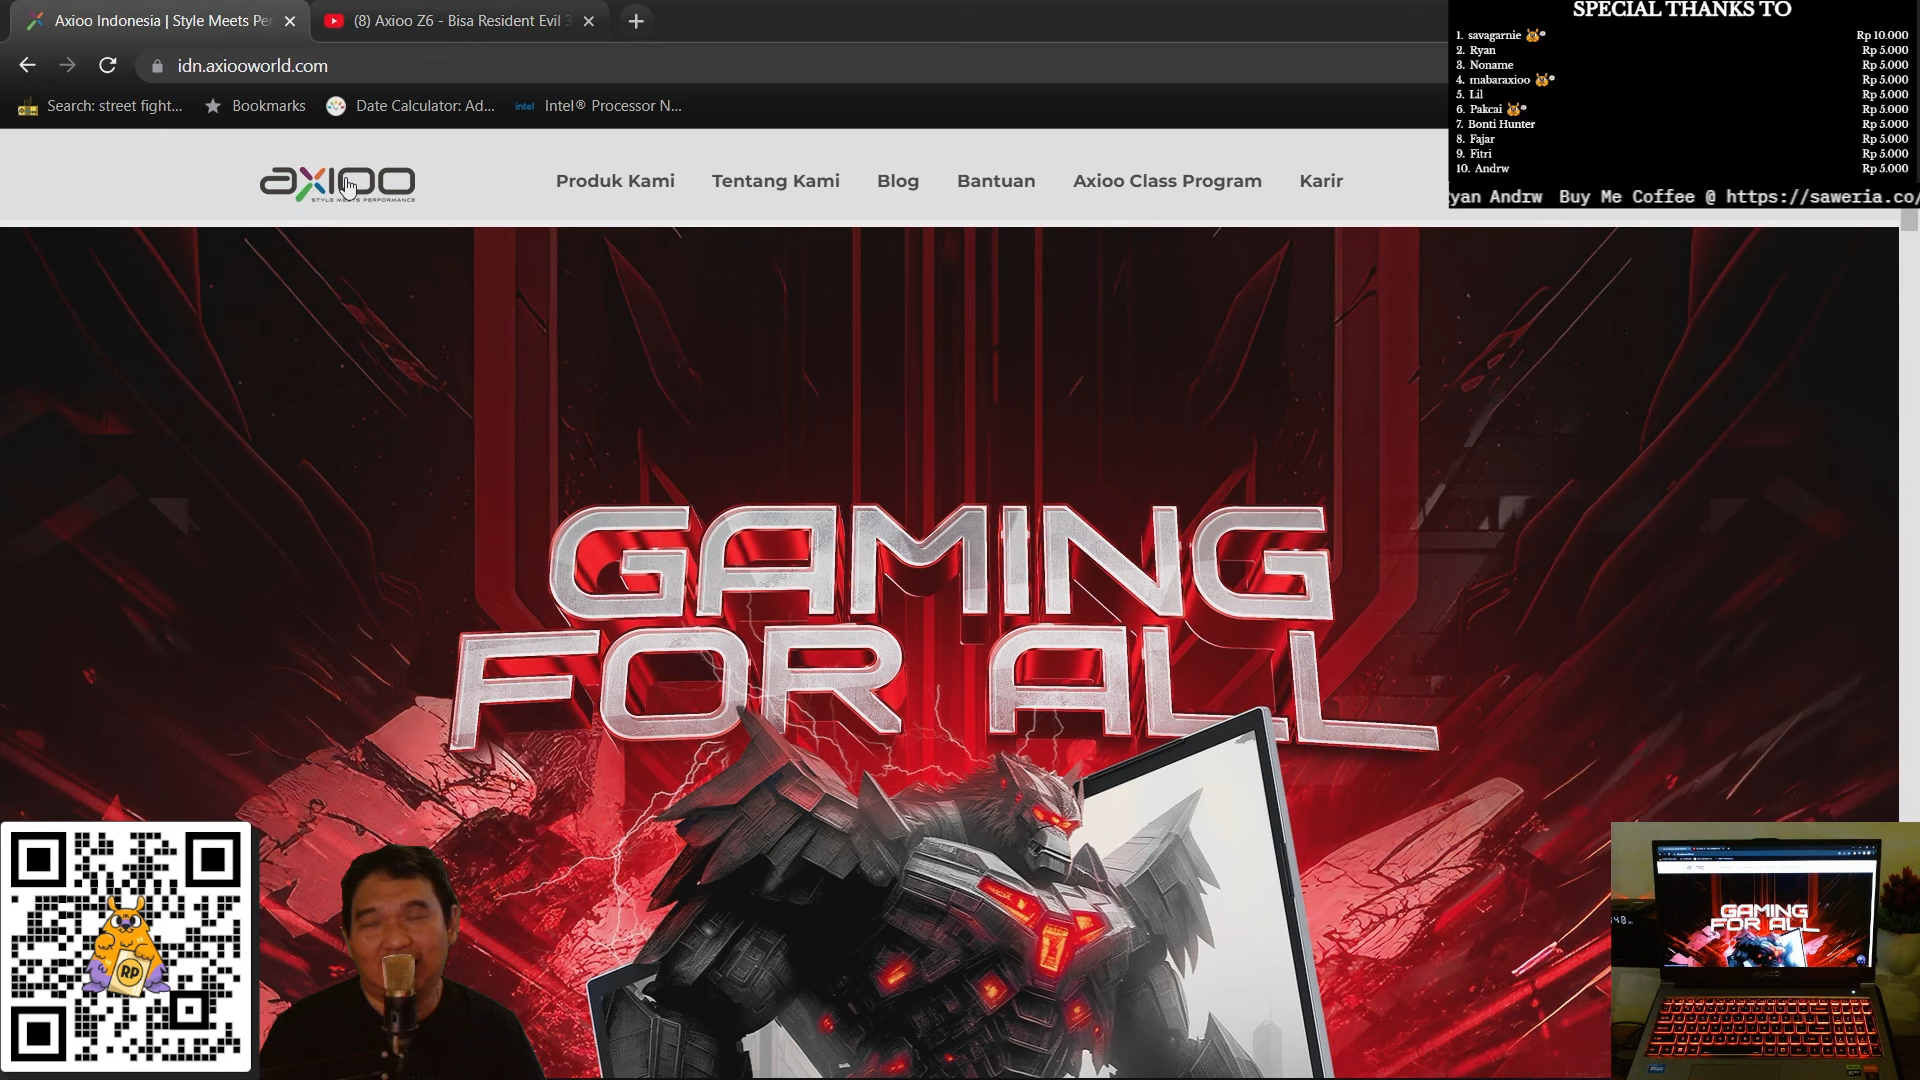 Axioo Indonesia | Style Meets Per
(8) Axioo Z6 - Bisa Resident Evil 3
idn.axiooworld.com
Search: street fight...
Bookmarks
Date Calculator: Ad...
intel
Intel® Processor N...
SPECIAL THANKS TO
1. savagarnie Rp 10.000
2. Ryan Rp 5.000
3. Noname Rp 5.000
4. mabaraxioo Rp 5.000
5. Lil Rp 5.000
6. Pakcai Rp 5.000
7. Bonti Hunter Rp 5.000
8. Fajar Rp 5.000
9. Fitri Rp 5.000
10. Andrw Rp 5.000
yan Andrw Buy Me Coffee @ https://saweria.co/
axioo
STYLE MEETS PERFORMANCE
Produk Kami
Tentang Kami
Blog
Bantuan
Axioo Class Program
Karir
GAMING
FOR ALL
RP
GAMING
FOR ALL